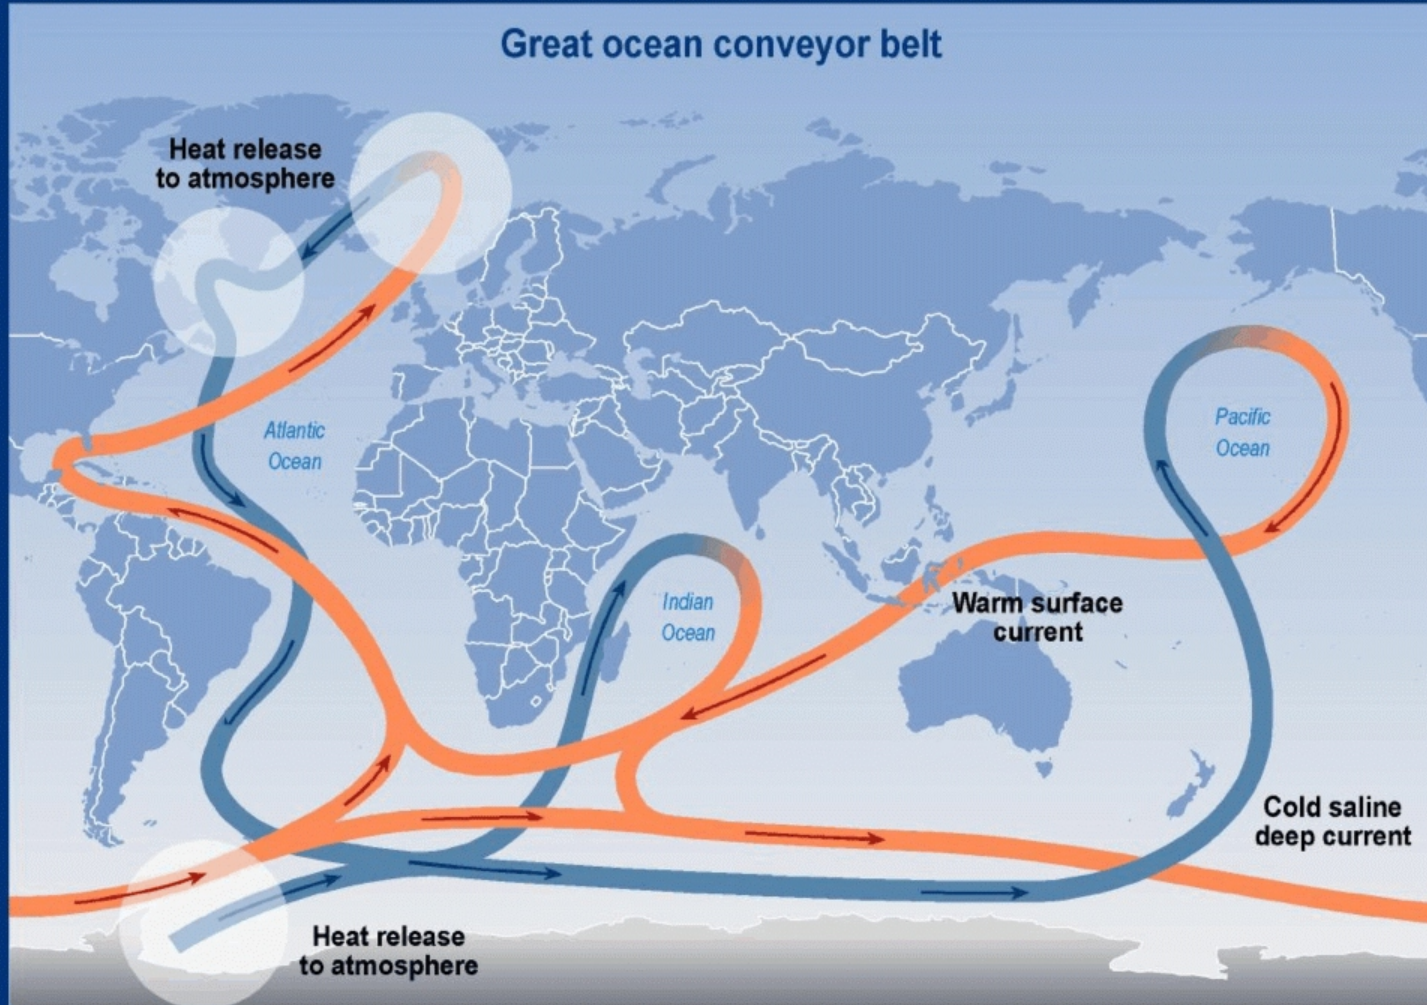 Great ocean conveyor belt
Heat release
to atmosphere
Atlantic
Ocean
Pacific
Ocean
Indian
Ocean
Warm surface
current
Cold saline
deep current
Heat release
to atmosphere